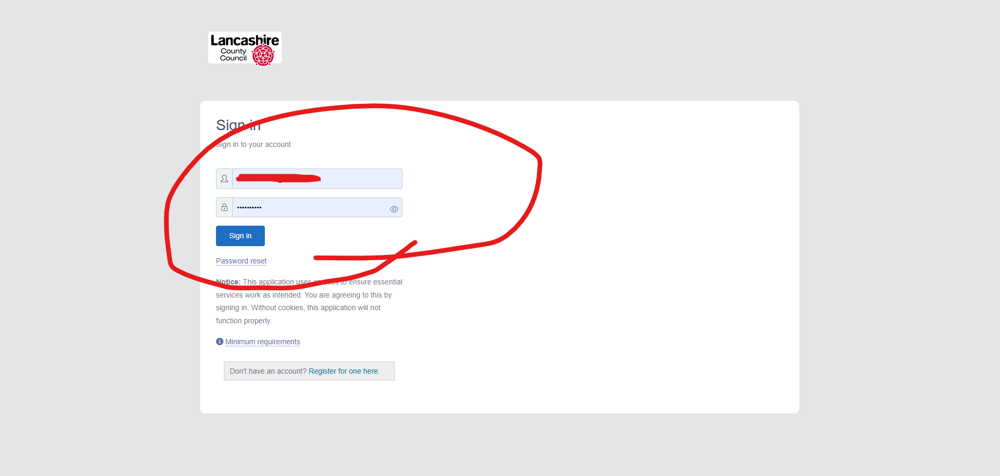 Lancashire
County
Council
Sign in
Sign in to your account
••••••••••
Sign in
Password reset
Notice: This application uses cookies to ensure essential
services work as intended. You are agreeing to this by
signing in. Without cookies, this application will not
function properly.
Minimum requirements
Don't have an account? Register for one here.